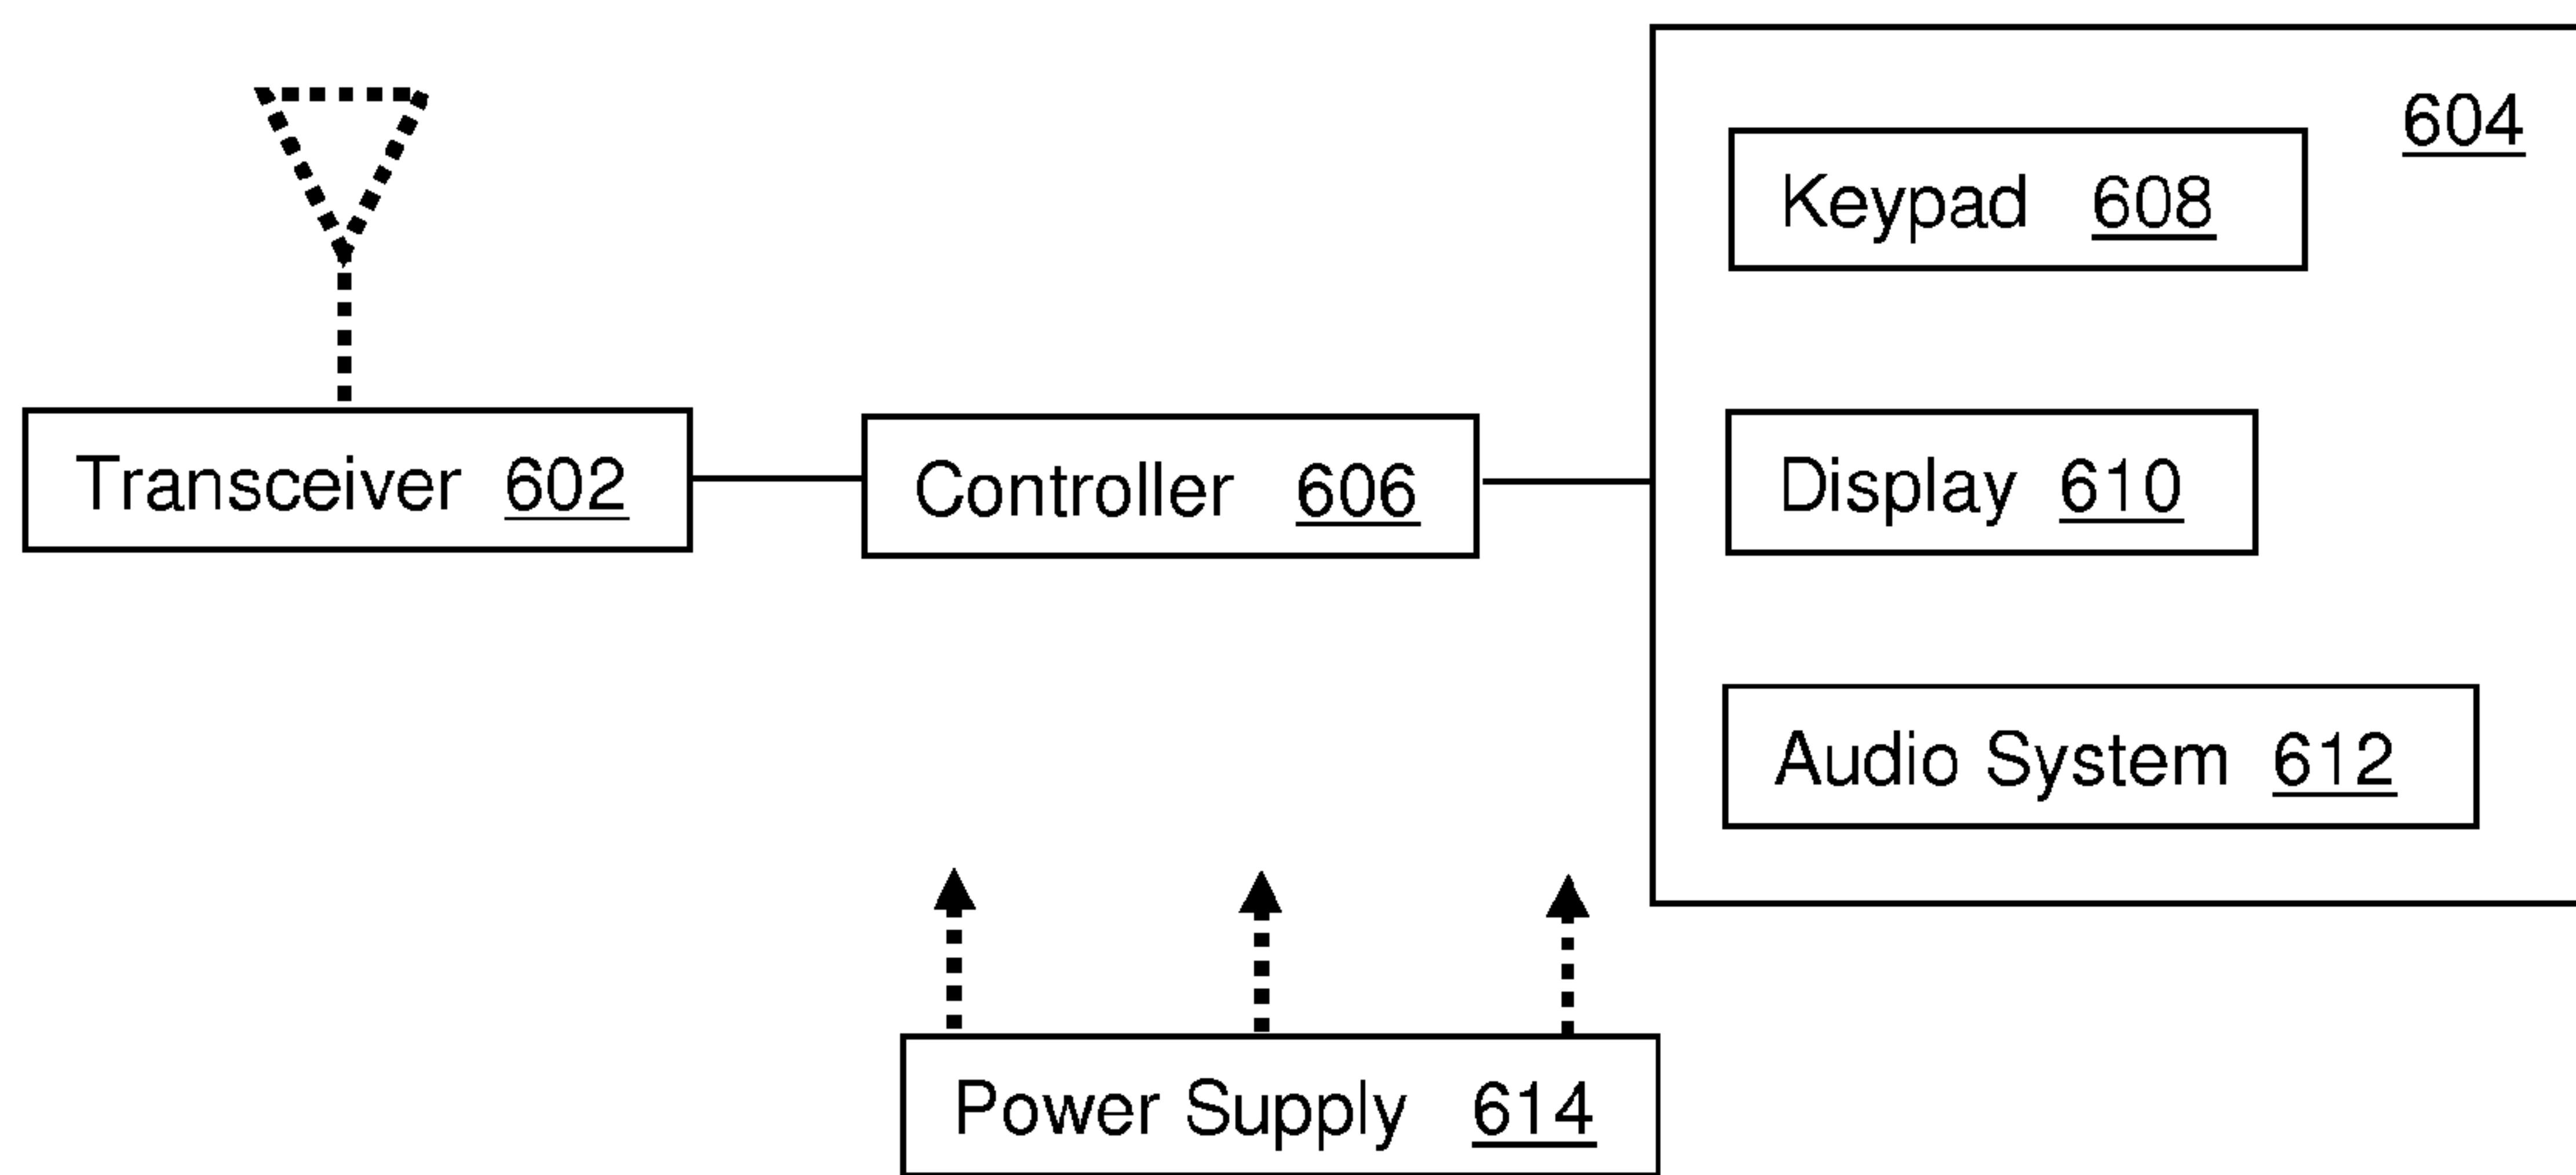 604
Keypad 608
Transceiver 602
Controller 606
Display 610
Audio System 612
Power Supply 614